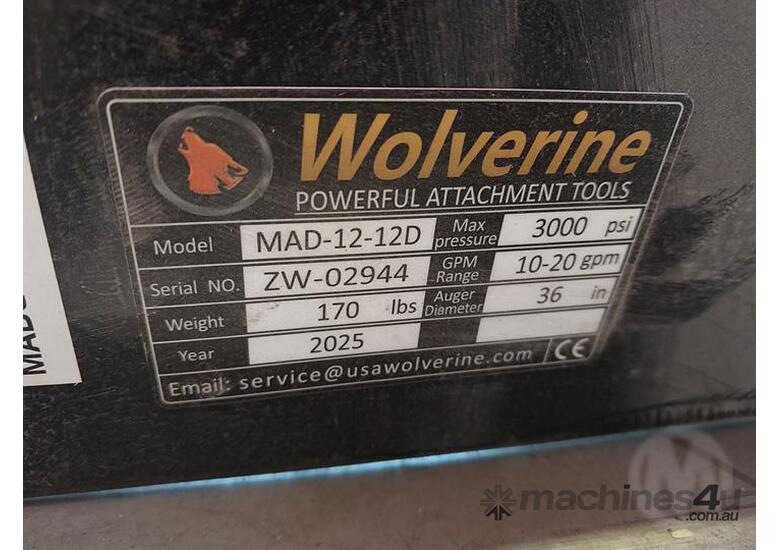 Wolverine
POWERFUL ATTACHMENT TOOLS
Model MAD-12-12D Max pressure 3000 psi
Serial NO. ZW-02944 GPM Range 10-20 gpm
Weight 170 lbs Auger Diameter 36 in
Year 2025
Email: service@usawolverine.com CE
machines4u
.com.au